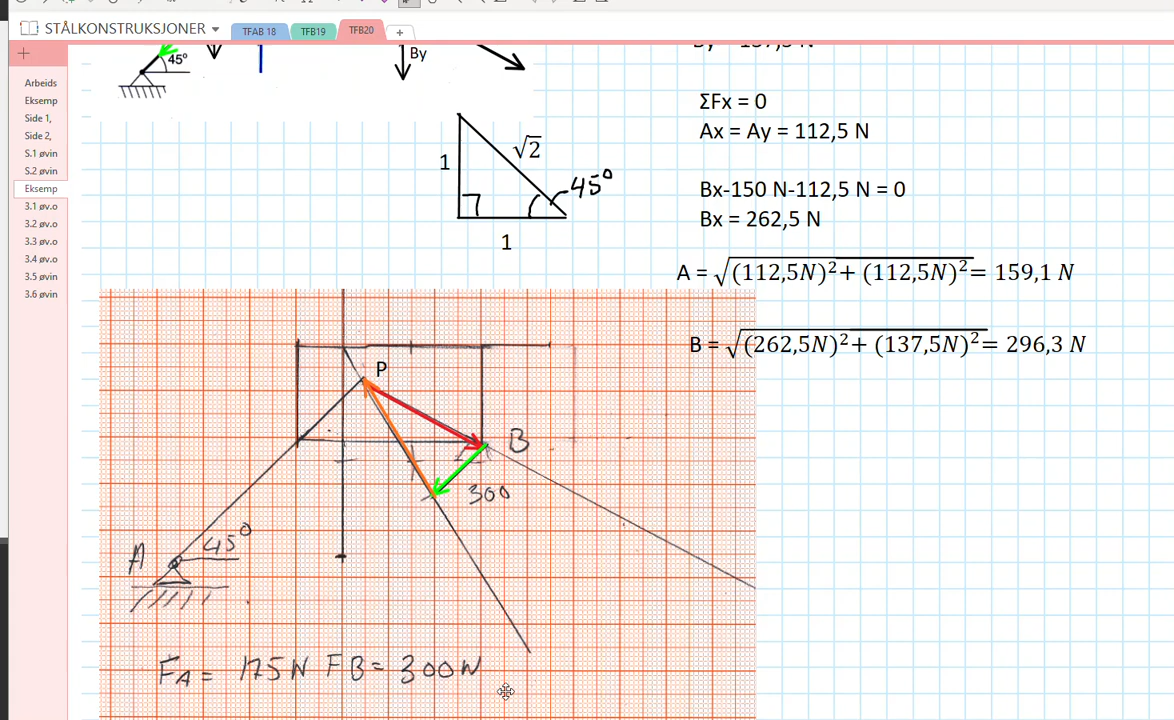 STÅLKONSTRUKSJONER
TFAB 18
TFB19
TFB20
+
+
Arbeids
Eksemp
Side 1,
Side 2,
S.1 øvin
S.2 øvin
Eksemp
3.1 øv.o
3.2 øv.o
3.3 øv.o
3.4 øv.o
3.5 øvin
3.6 øvin
45°
By
1
√2
45°
1
ΣFx = 0
Ax = Ay = 112,5 N
Bx-150 N-112,5 N = 0
Bx = 262,5 N
A = √(112,5N)²+ (112,5N)²= 159,1 N
B = √(262,5N)²+ (137,5N)²= 296,3 N
P
B
300
A
45°
FA = 175N FB= 300N